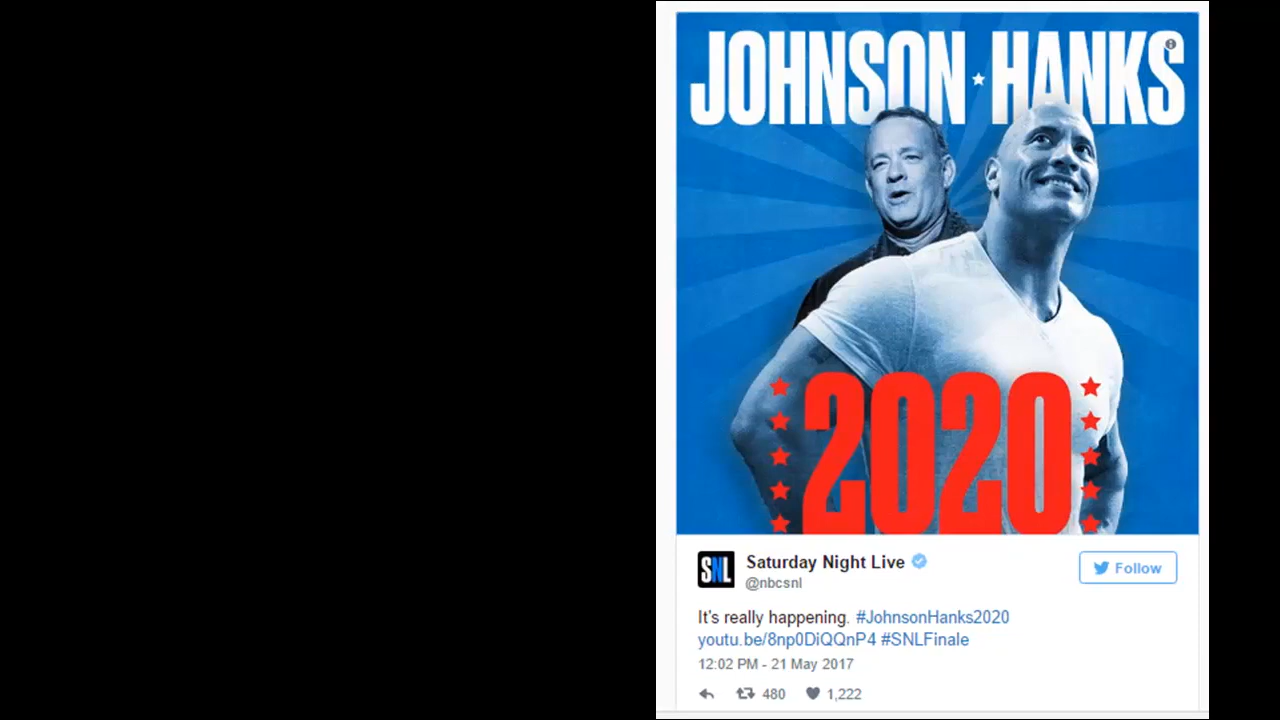 JOHNSON ★ HANKS
2020
SNL
Saturday Night Live
@nbcsnl
Follow
It's really happening. #JohnsonHanks2020
youtu.be/8np0DiQQnP4 #SNLFinale
12:02 PM - 21 May 2017
480 1,222